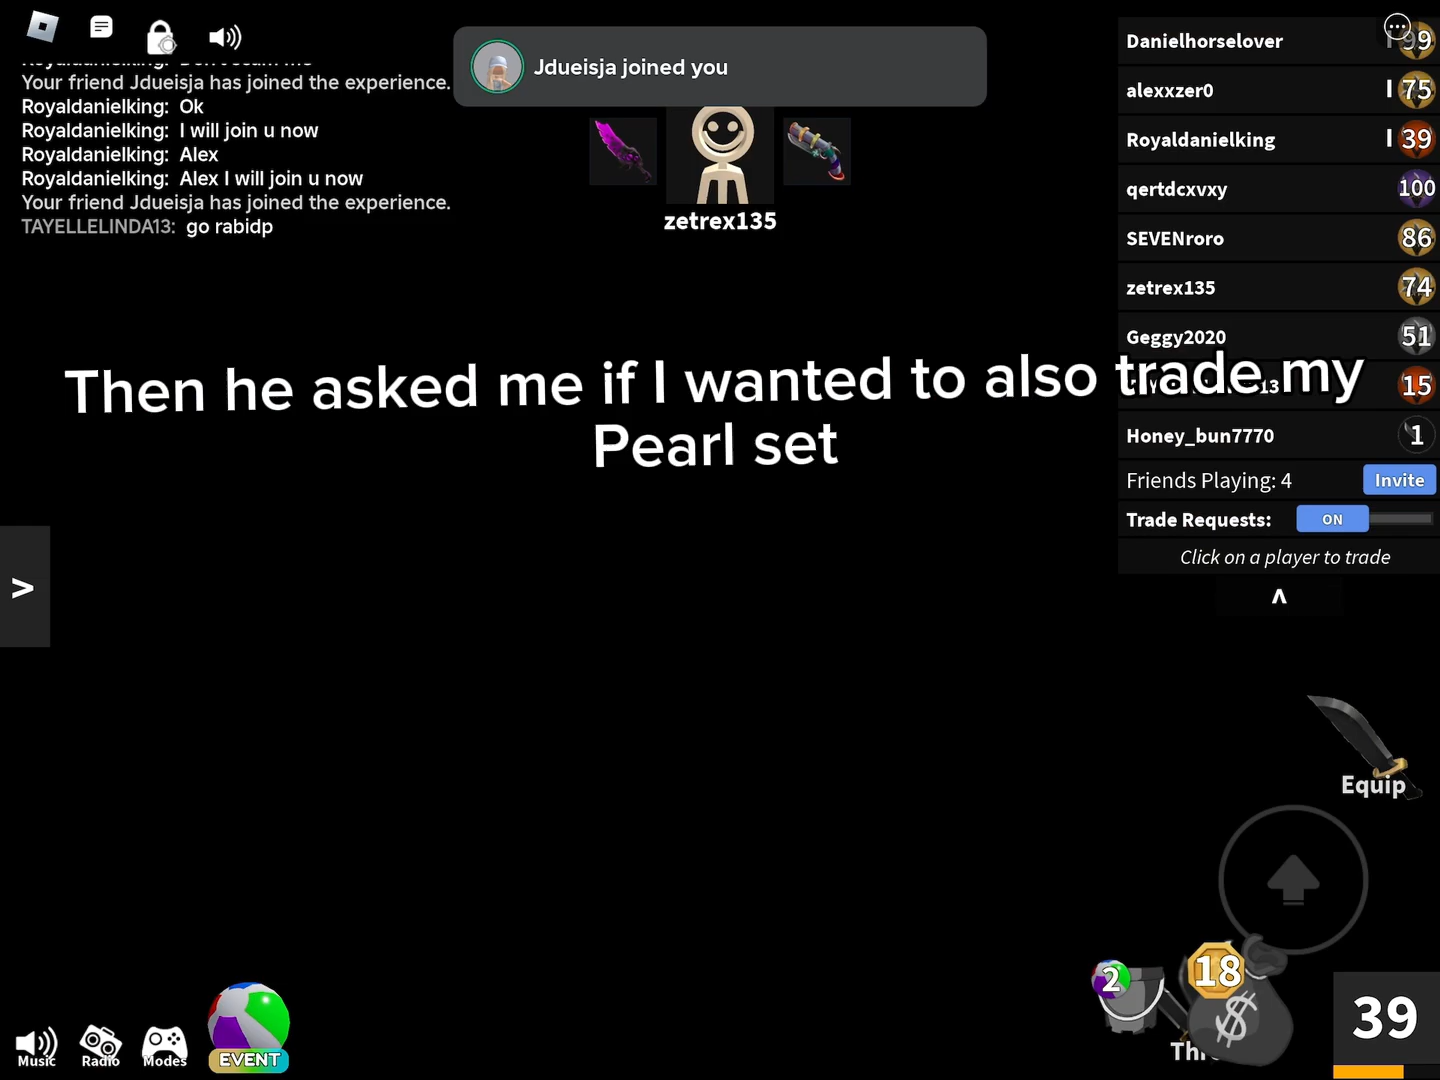 Jdueisja joined you
Your friend Jdueisja has joined the experience.
Royaldanielking: Ok
Royaldanielking: I will join u now
Royaldanielking: Alex
Royaldanielking: Alex I will join u now
Your friend Jdueisja has joined the experience.
TAYELLELINDA13: go rabidp
zetrex135
Danielhorselover 99
alexxzer0 75
Royaldanielking 39
qertdcxvxy 100
SEVENroro 86
zetrex135 74
Geggy2020 51
13 15
Honey_bun7770 1
Friends Playing: 4 Invite
Trade Requests: ON
Click on a player to trade
Then he asked me if I wanted to also trade my
Pearl set
>
Equip
2
18
$
39
Music
Radio
Modes
EVENT